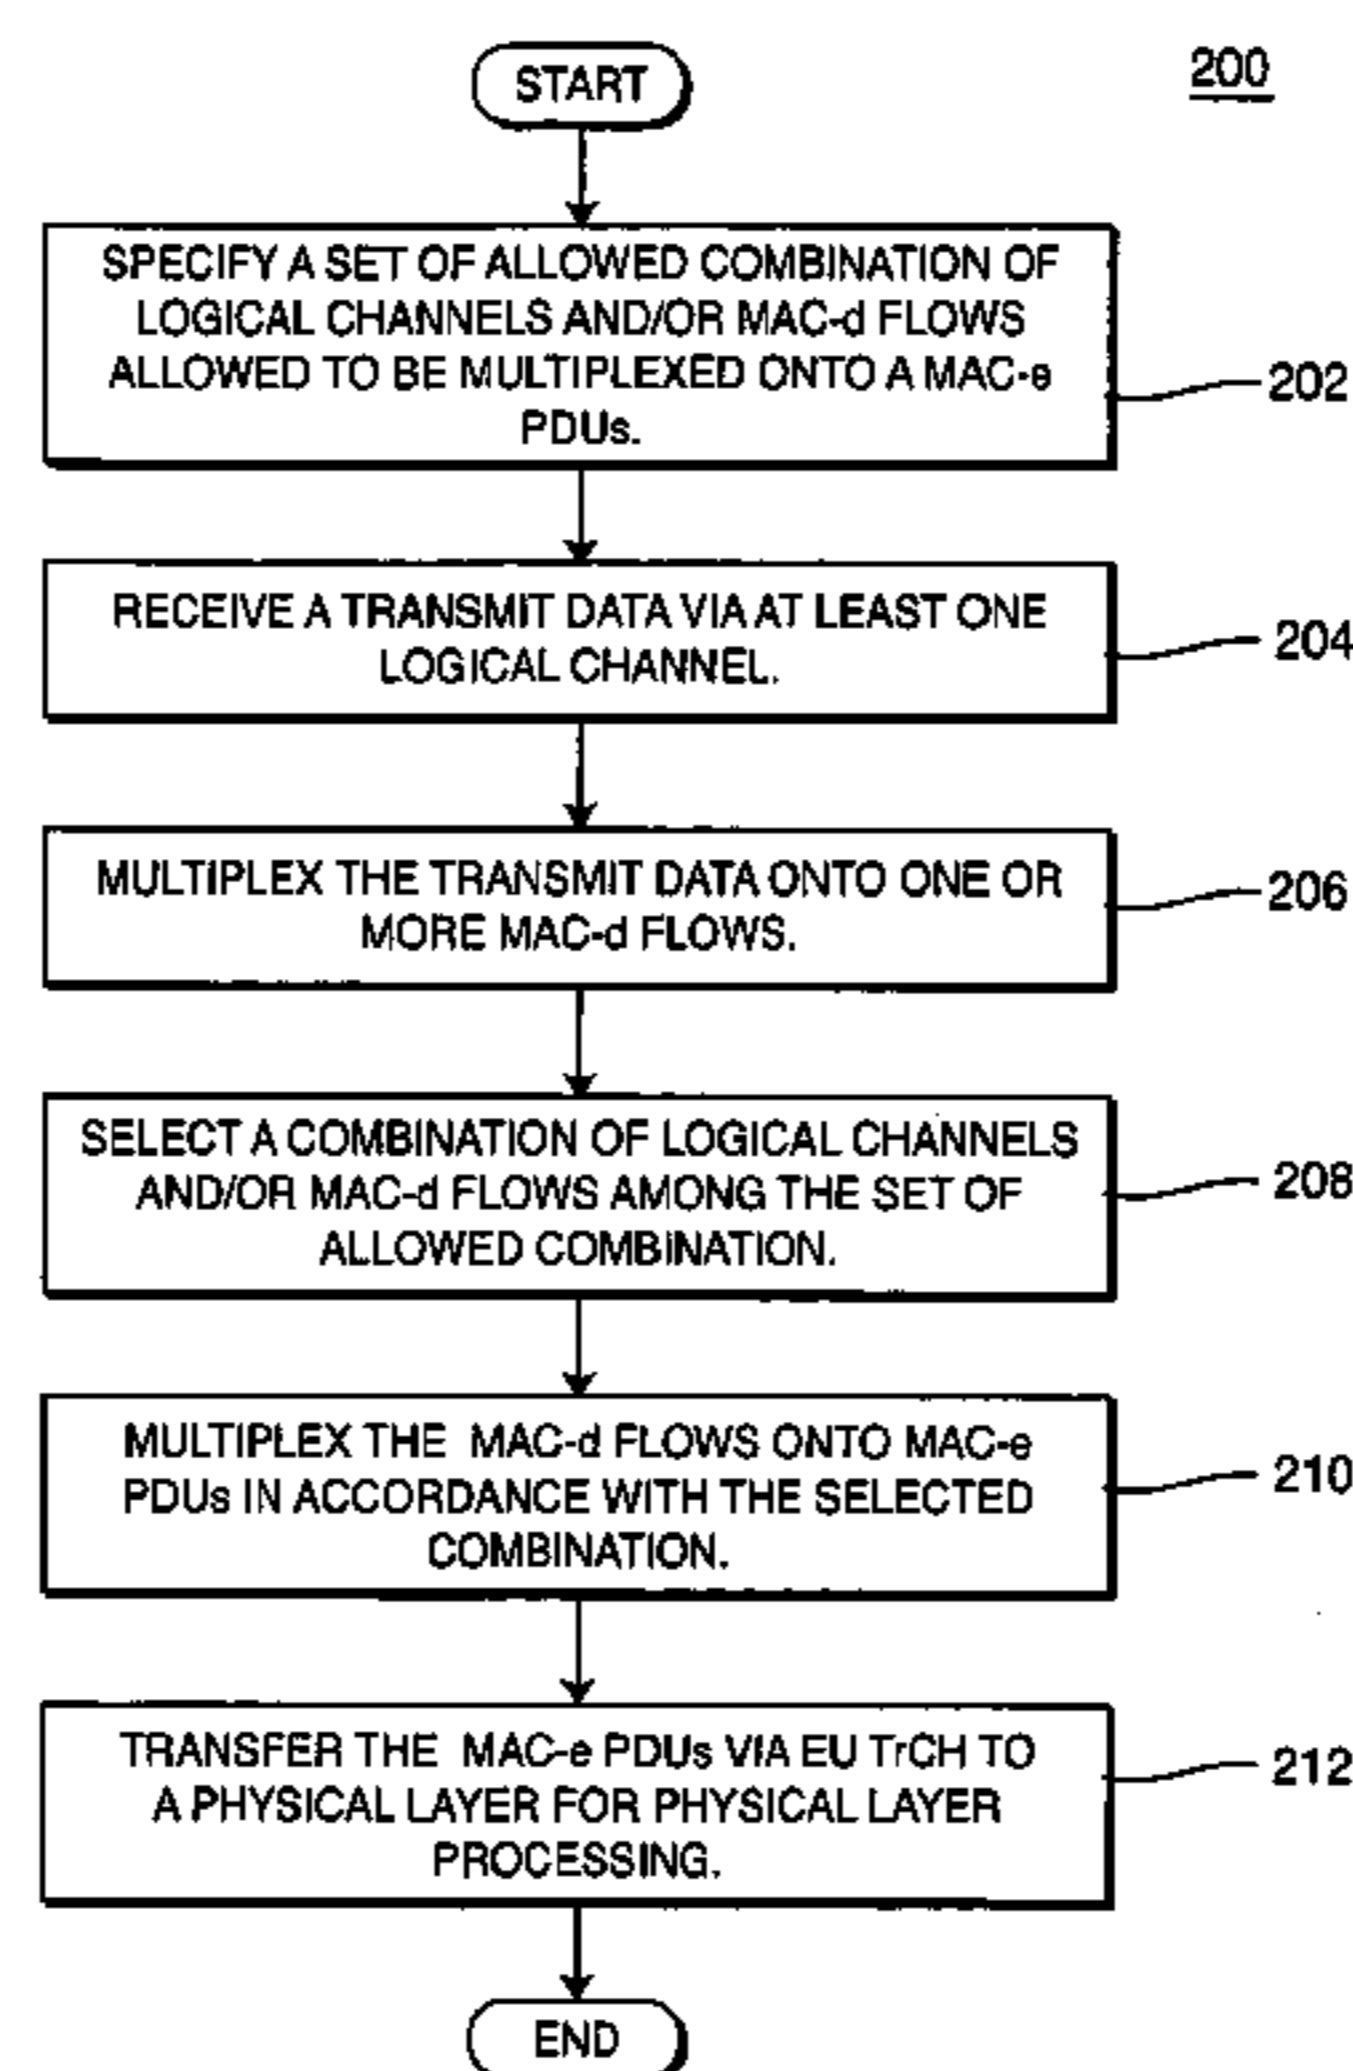 START
200
SPECIFY A SET OF ALLOWED COMBINATION OF
LOGICAL CHANNELS AND/OR MAC-d FLOWS
ALLOWED TO BE MULTIPLEXED ONTO A MAC-e
PDUs.
202
RECEIVE A TRANSMIT DATA VIA AT LEAST ONE
LOGICAL CHANNEL.
204
MULTIPLEX THE TRANSMIT DATA ONTO ONE OR
MORE MAC-d FLOWS.
206
SELECT A COMBINATION OF LOGICAL CHANNELS
AND/OR MAC-d FLOWS AMONG THE SET OF
ALLOWED COMBINATION.
208
MULTIPLEX THE MAC-d FLOWS ONTO MAC-e
PDUs IN ACCORDANCE WITH THE SELECTED
COMBINATION.
210
TRANSFER THE MAC-e PDUs VIA EU TrCH TO
A PHYSICAL LAYER FOR PHYSICAL LAYER
PROCESSING.
212
END